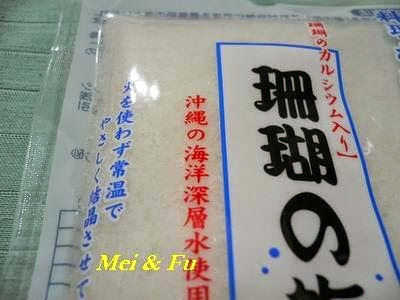 珊瑚のカルシウム入り】
珊瑚の
沖縄の海洋深層水使用
火を使わず常温で
やさしく結晶させて
Mei & Fu